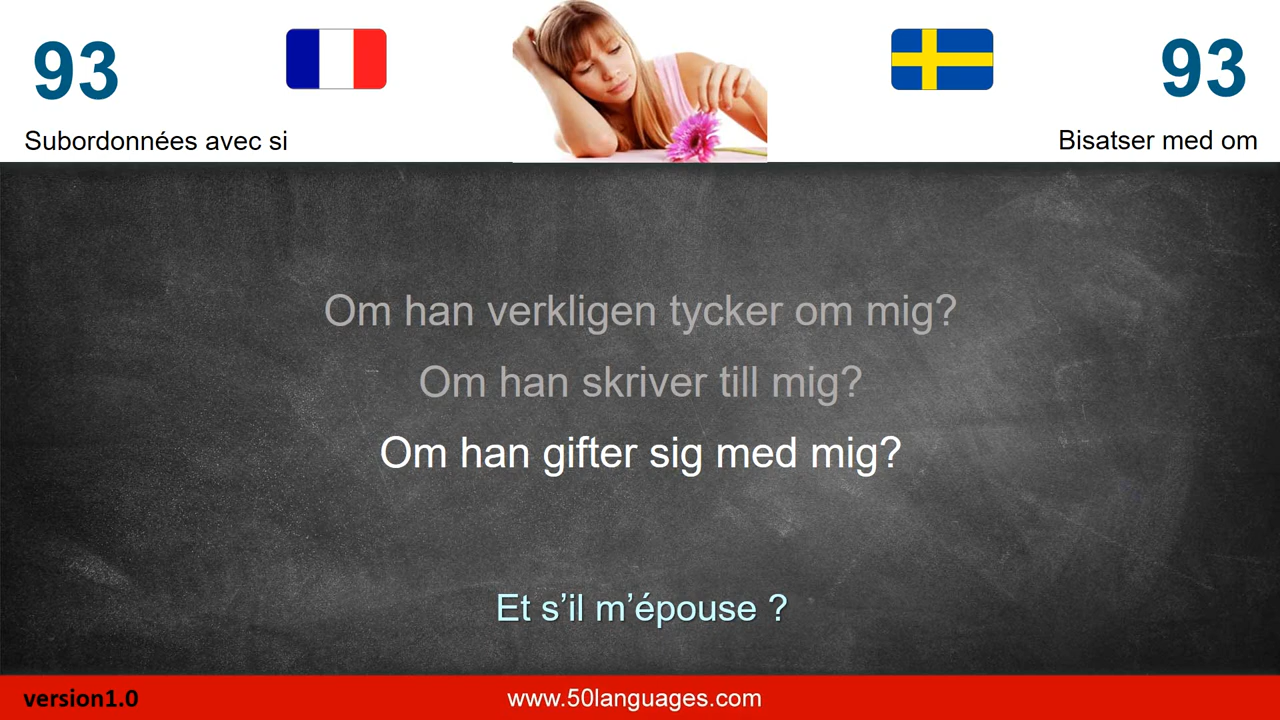 93
93
Subordonnées avec si
Bisatser med om
Om han verkligen tycker om mig?
Om han skriver till mig?
Om han gifter sig med mig?
Et s’il m’épouse ?
version1.0
www.50languages.com